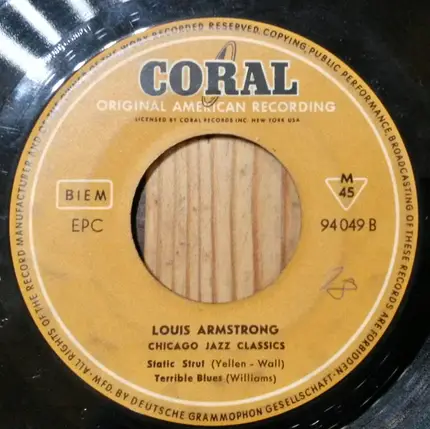 CORAL
ORIGINAL AMERICAN RECORDING
LICENSED BY CORAL RECORDS INC. NEW YORK USA
BIEM
EPC
M
45
94 049 B
LOUIS ARMSTRONG
CHICAGO JAZZ CLASSICS
Static Strut (Yellen - Wall)
Terrible Blues (Williams)
ALL RIGHTS OF THE RECORD MANUFACTURER AND OF THE OWNER OF THE WORK RECORDED RESERVED. COPYING, PUBLIC PERFORMANCE, BROADCASTING OF THESE RECORDS ARE FORBIDDEN
MFD. BY DEUTSCHE GRAMMOPHON GESELLSCHAFT